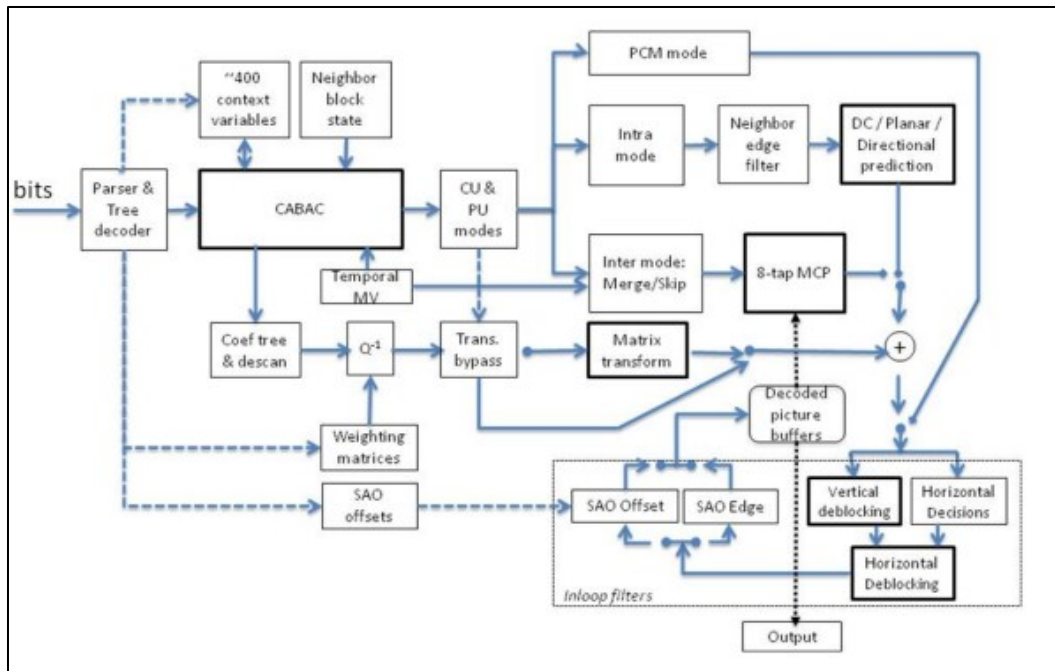 PCM mode
~400
context
variables
Neighbor
block
state
Intra
mode
Neighbor
edge
filter
DC / Planar /
Directional
prediction
bits
Parser &
Tree
decoder
CABAC
CU &
PU
modes
Temporal
MV
Inter mode:
Merge/Skip
8-tap MCP
Coef tree
& descan
Q-1
Trans.
bypass
Matrix
transform
+
Decoded
picture
buffers
Weighting
matrices
SAO
offsets
SAO Offset
SAO Edge
Vertical
deblocking
Horizontal
Decisions
Horizontal
Deblocking
Inloop filters
Output